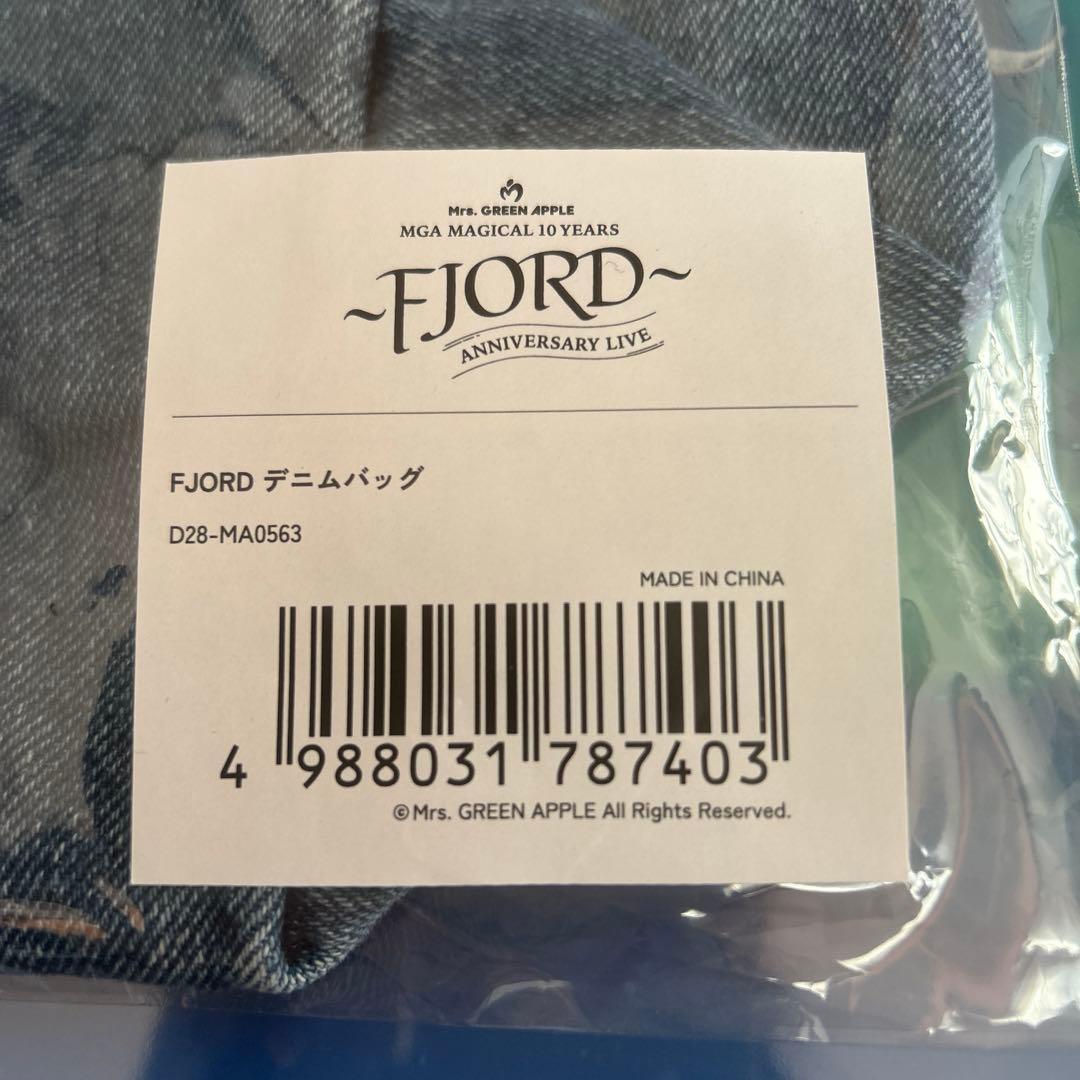 Mrs. GREEN APPLE
MGA MAGICAL 10 YEARS
~FJORD~
ANNIVERSARY LIVE
FJORD デニムバッグ
D28-MA0563
MADE IN CHINA
4 988031 787403
©Mrs. GREEN APPLE All Rights Reserved.